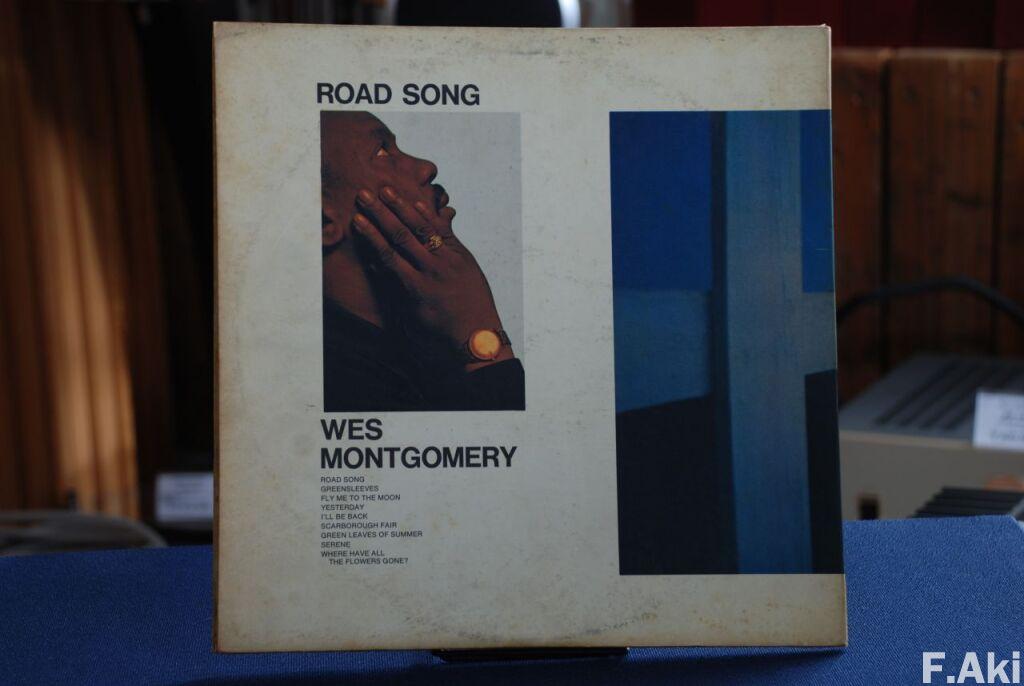 ROAD SONG
WES
MONTGOMERY
ROAD SONG
GREENSLEEVES
FLY ME TO THE MOON
YESTERDAY
I'LL BE BACK
SCARBOROUGH FAIR
GREEN LEAVES OF SUMMER
SERENE
WHERE HAVE ALL
THE FLOWERS GONE?
F.Aki